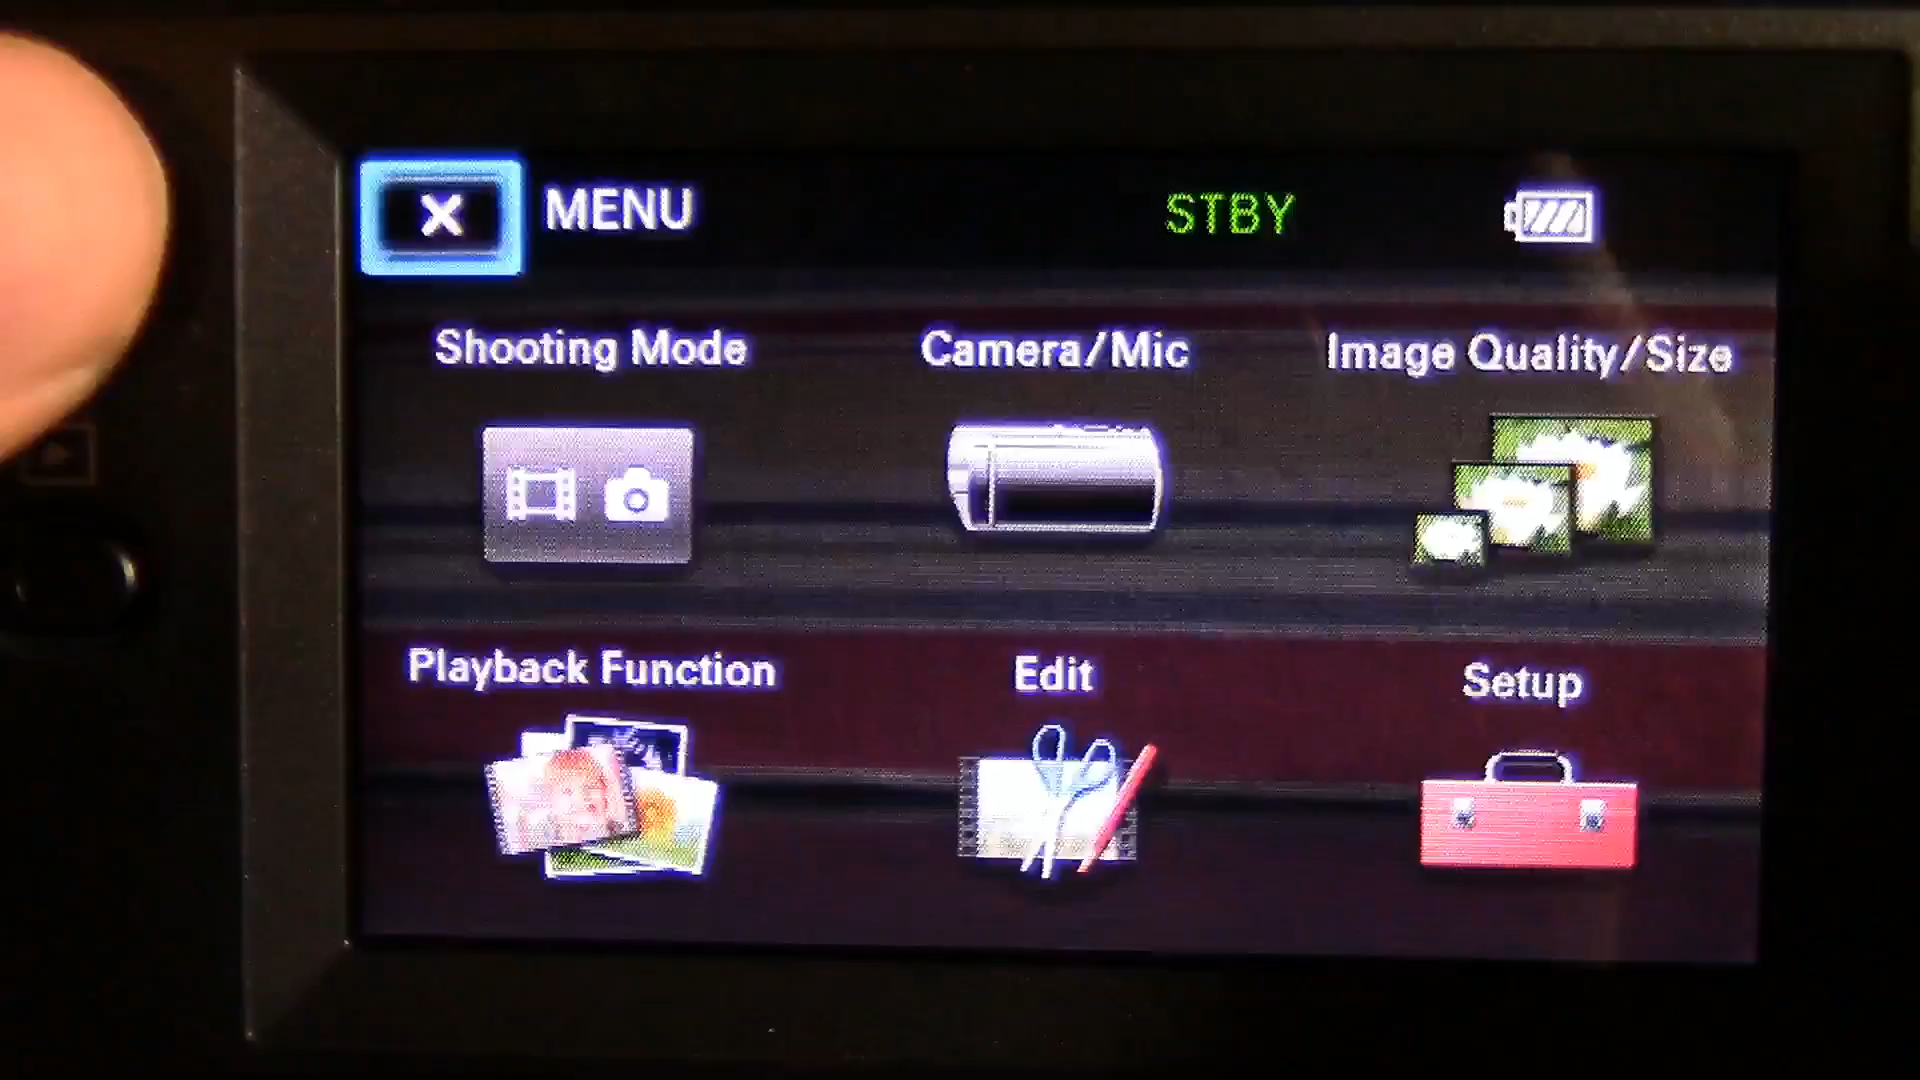 MENU
STBY
Shooting Mode
Camera/Mic
Image Quality/Size
Playback Function
Edit
Setup